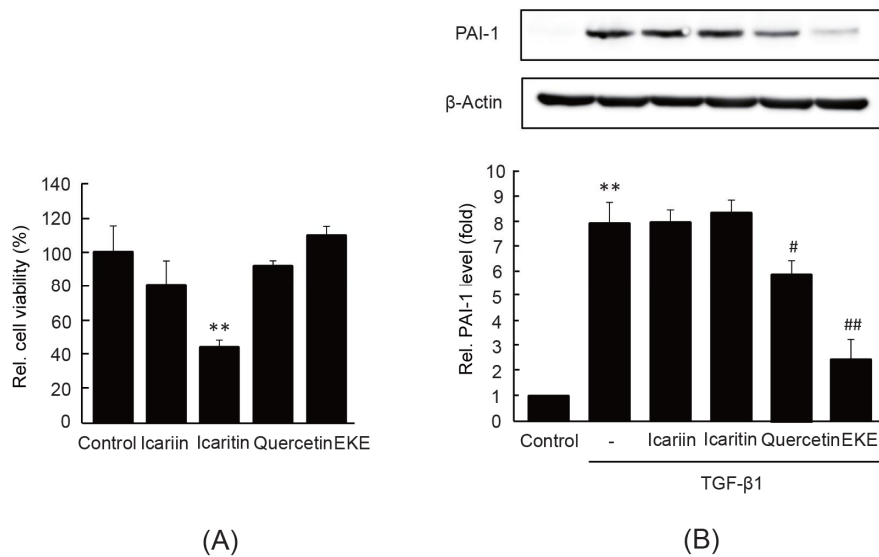 PAI-1
β-Actin
Rel. cell viability (%)
140
120
100
80
60
40
20
0
**
Control Icariin Icaritin Quercetin EKE
(A)
Rel. PAI-1 level (fold)
10
9
8
7
6
5
4
3
2
1
0
**
#
##
Control - Icariin Icaritin Quercetin EKE
TGF-β1
(B)